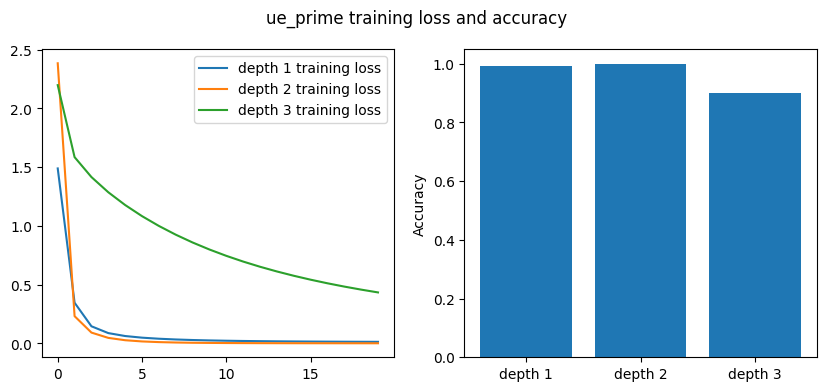 ue_prime training loss and accuracy
2.5
2.0
1.5
1.0
0.5
0.0
0
5
10
15
depth 1 training loss
depth 2 training loss
depth 3 training loss
Accuracy
1.0
0.8
0.6
0.4
0.2
0.0
depth 1
depth 2
depth 3